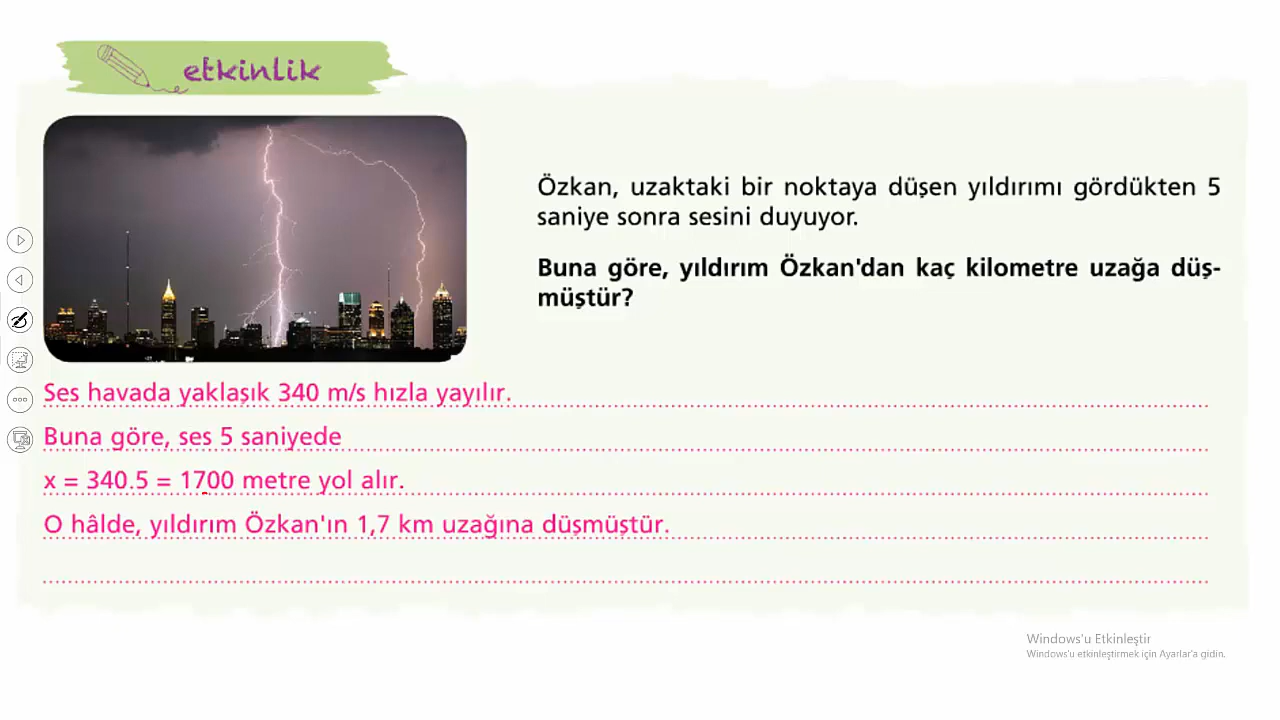 etkinlik
Özkan, uzaktaki bir noktaya düşen yıldırımı gördükten 5
saniye sonra sesini duyuyor.
Buna göre, yıldırım Özkan'dan kaç kilometre uzağa düş-
müştür?
Ses havada yaklaşık 340 m/s hızla yayılır.
Buna göre, ses 5 saniyede
x = 340.5 = 1700 metre yol alır.
O hâlde, yıldırım Özkan'ın 1,7 km uzağına düşmüştür.
Windows'u Etkinleştir
Windows'u etkinleştirmek için Ayarlar'a gidin.